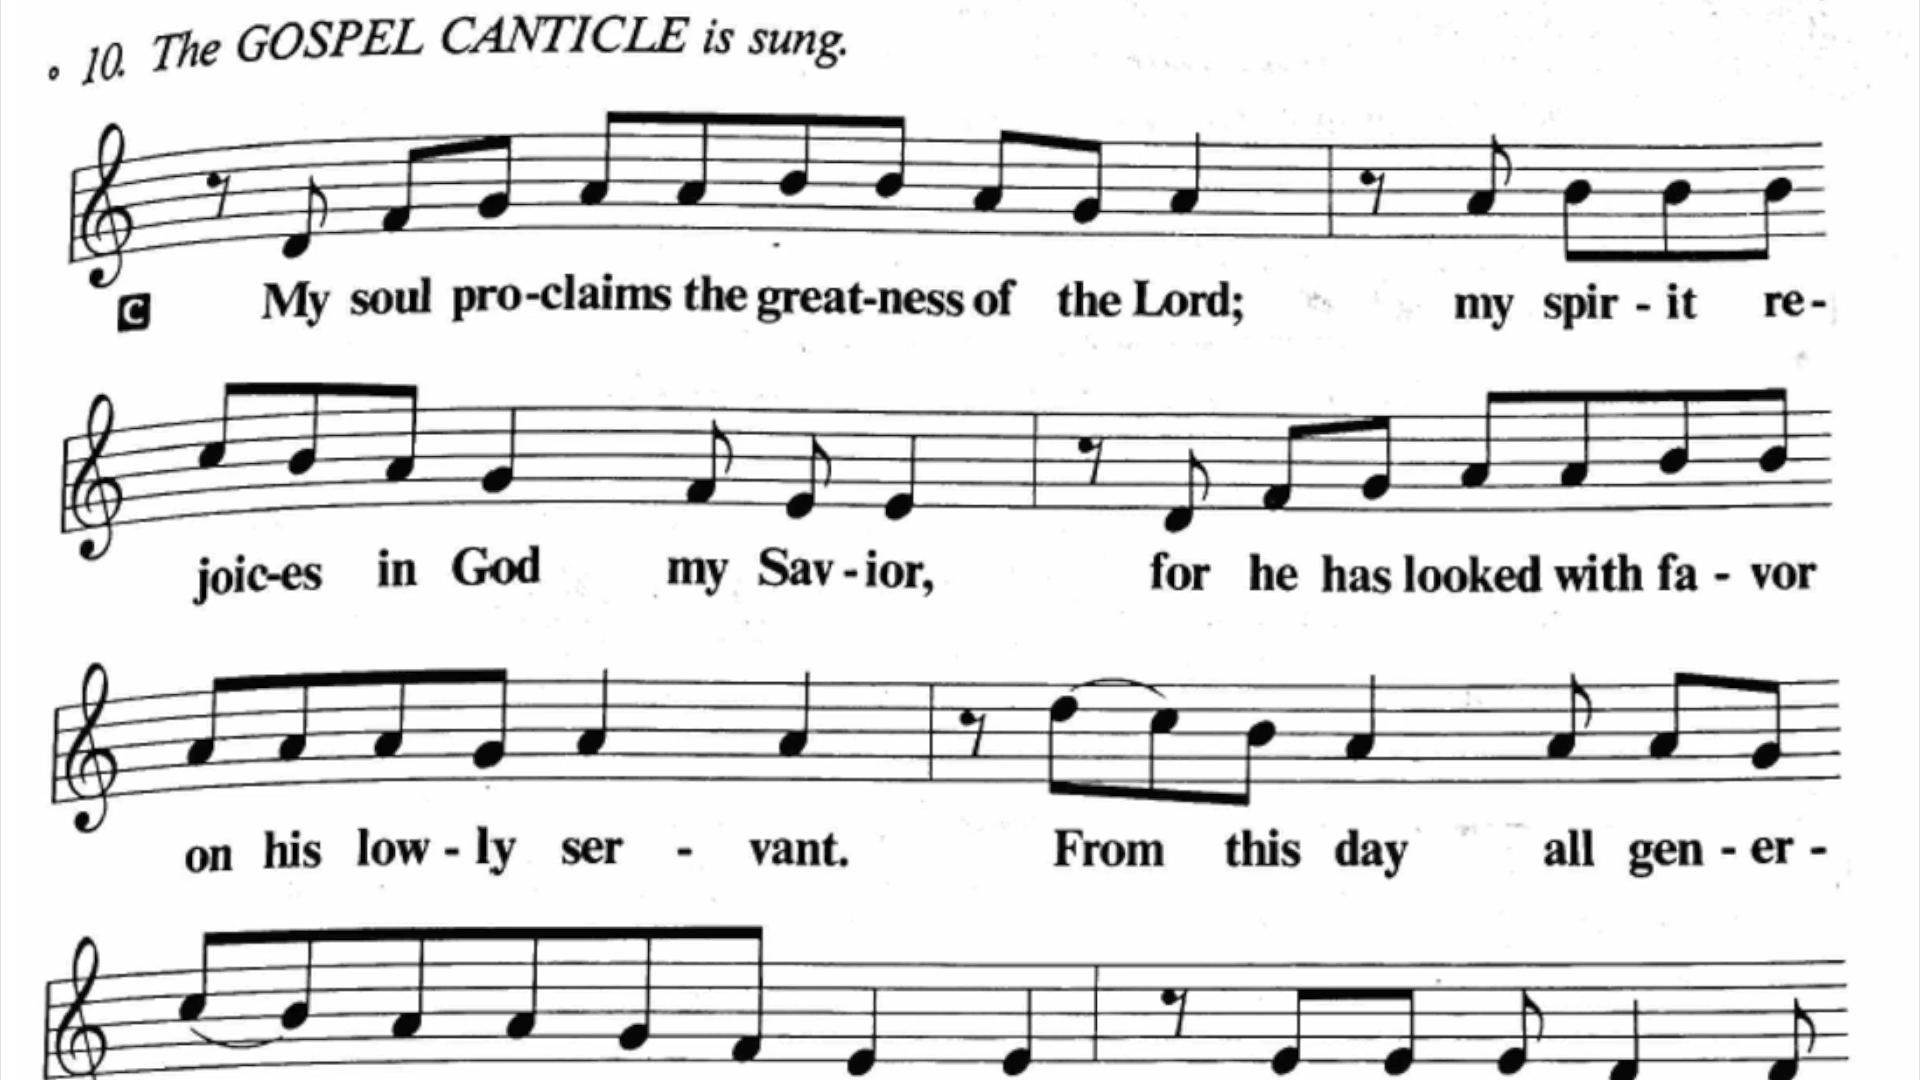 10. The GOSPEL CANTICLE is sung.
C My soul pro-claims the great-ness of the Lord; my spir - it re-
joic-es in God my Sav - ior, for he has looked with fa - vor
on his low - ly ser - vant. From this day all gen - er -